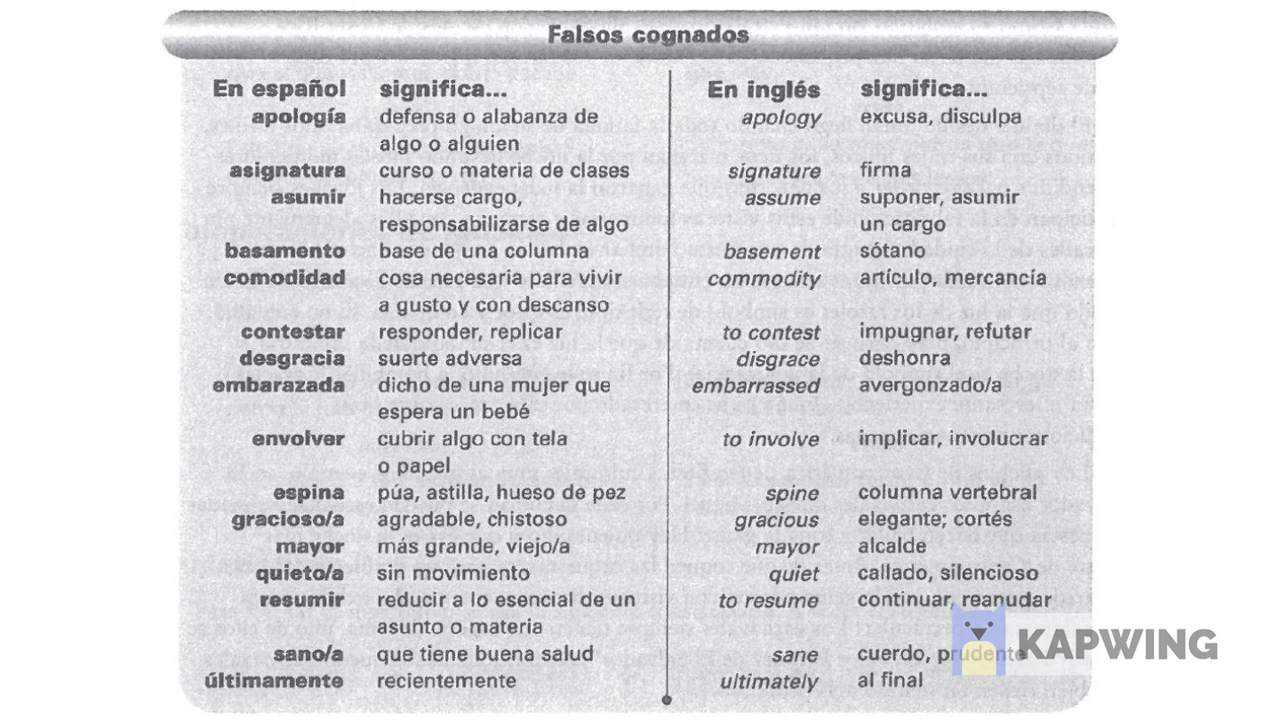 Falsos cognados
En español significa... En inglés significa...
apología defensa o alabanza de apology excusa, disculpa
algo o alguien
asignatura curso o materia de clases signature firma
asumir hacerse cargo, assume suponer, asumir
responsabilizarse de algo un cargo
basamento base de una columna basement sótano
comodidad cosa necesaria para vivir commodity artículo, mercancía
a gusto y con descanso
contestar responder, replicar to contest impugnar, refutar
desgracia suerte adversa disgrace deshonra
embarazada dicho de una mujer que embarrassed avergonzado/a
espera un bebé
envolver cubrir algo con tela to involve implicar, involucrar
o papel
espina púa, astilla, hueso de pez spine columna vertebral
gracioso/a agradable, chistoso gracious elegante; cortés
mayor más grande, viejo/a mayor alcalde
quieto/a sin movimiento quiet callado, silencioso
resumir reducir a lo esencial de un to resume continuar, reanudar
asunto o materia
sano/a que tiene buena salud sane cuerdo, prudente
últimamente recientemente ultimately al final
KAPWING